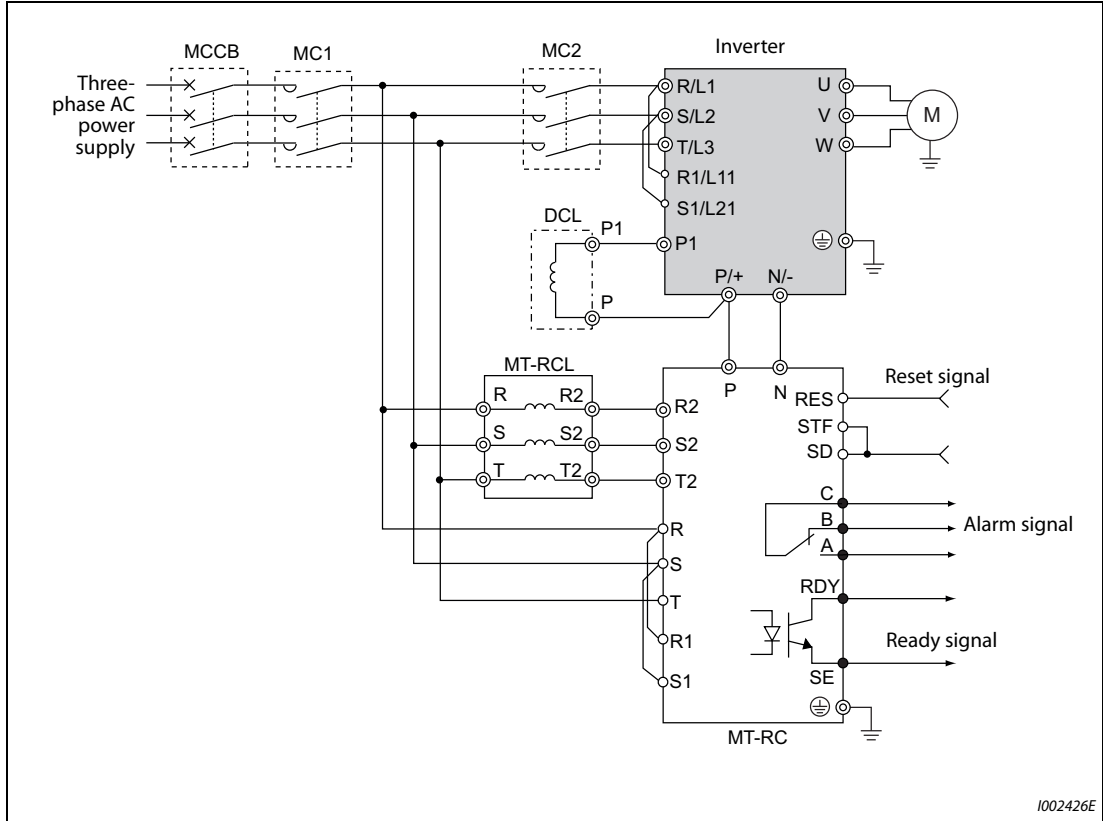 MCCB
MC1
MC2
Inverter
Three-
phase AC
power
supply
R/L1
S/L2
T/L3
R1/L11
S1/L21
P1
P/+
N/-
U
V
W
M
DCL
P1
P
MT-RCL
R
R2
S
S2
T
T2
R2
S2
T2
R
S
T
R1
S1
P
N
RES
STF
SD
C
B
A
RDY
SE
Reset signal
Alarm signal
Ready signal
MT-RC
I002426E